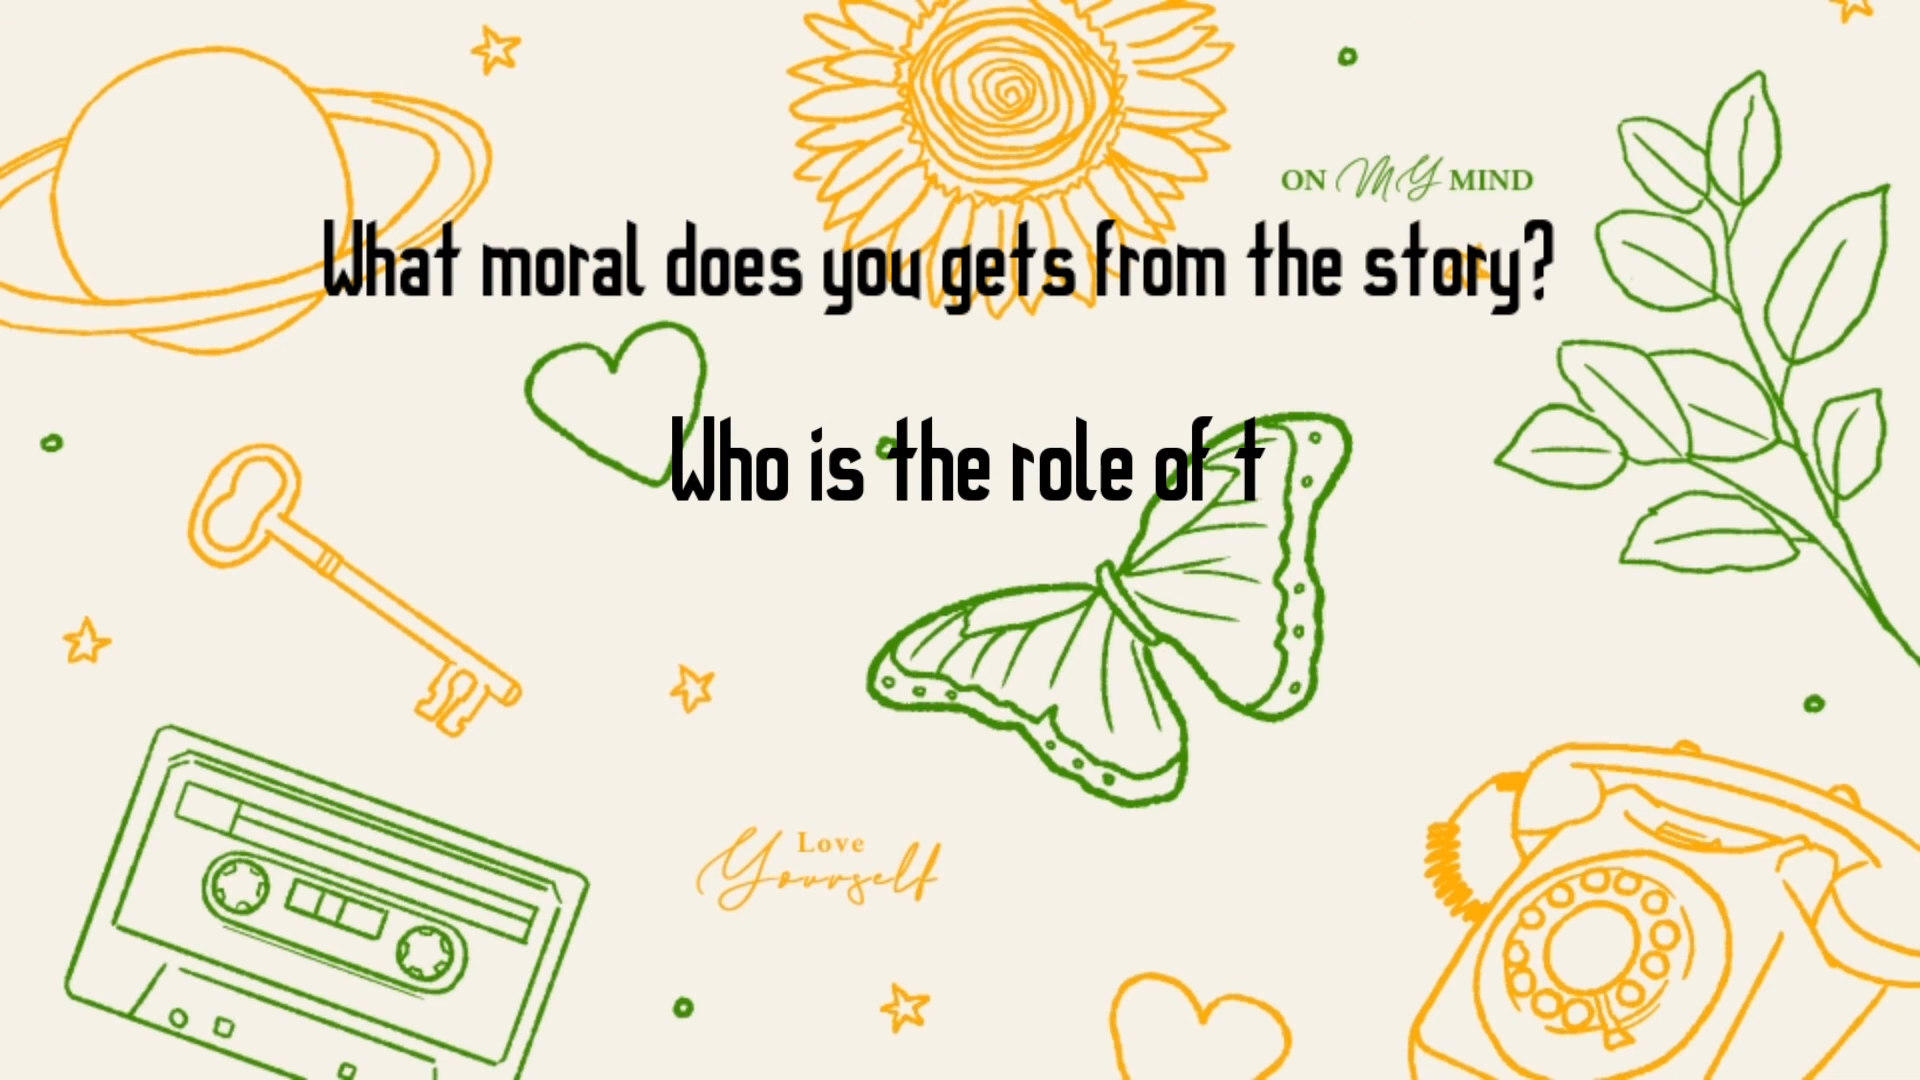 ON MY MIND
What moral does you gets from the story?
Who is the role of t
Love
Yourself